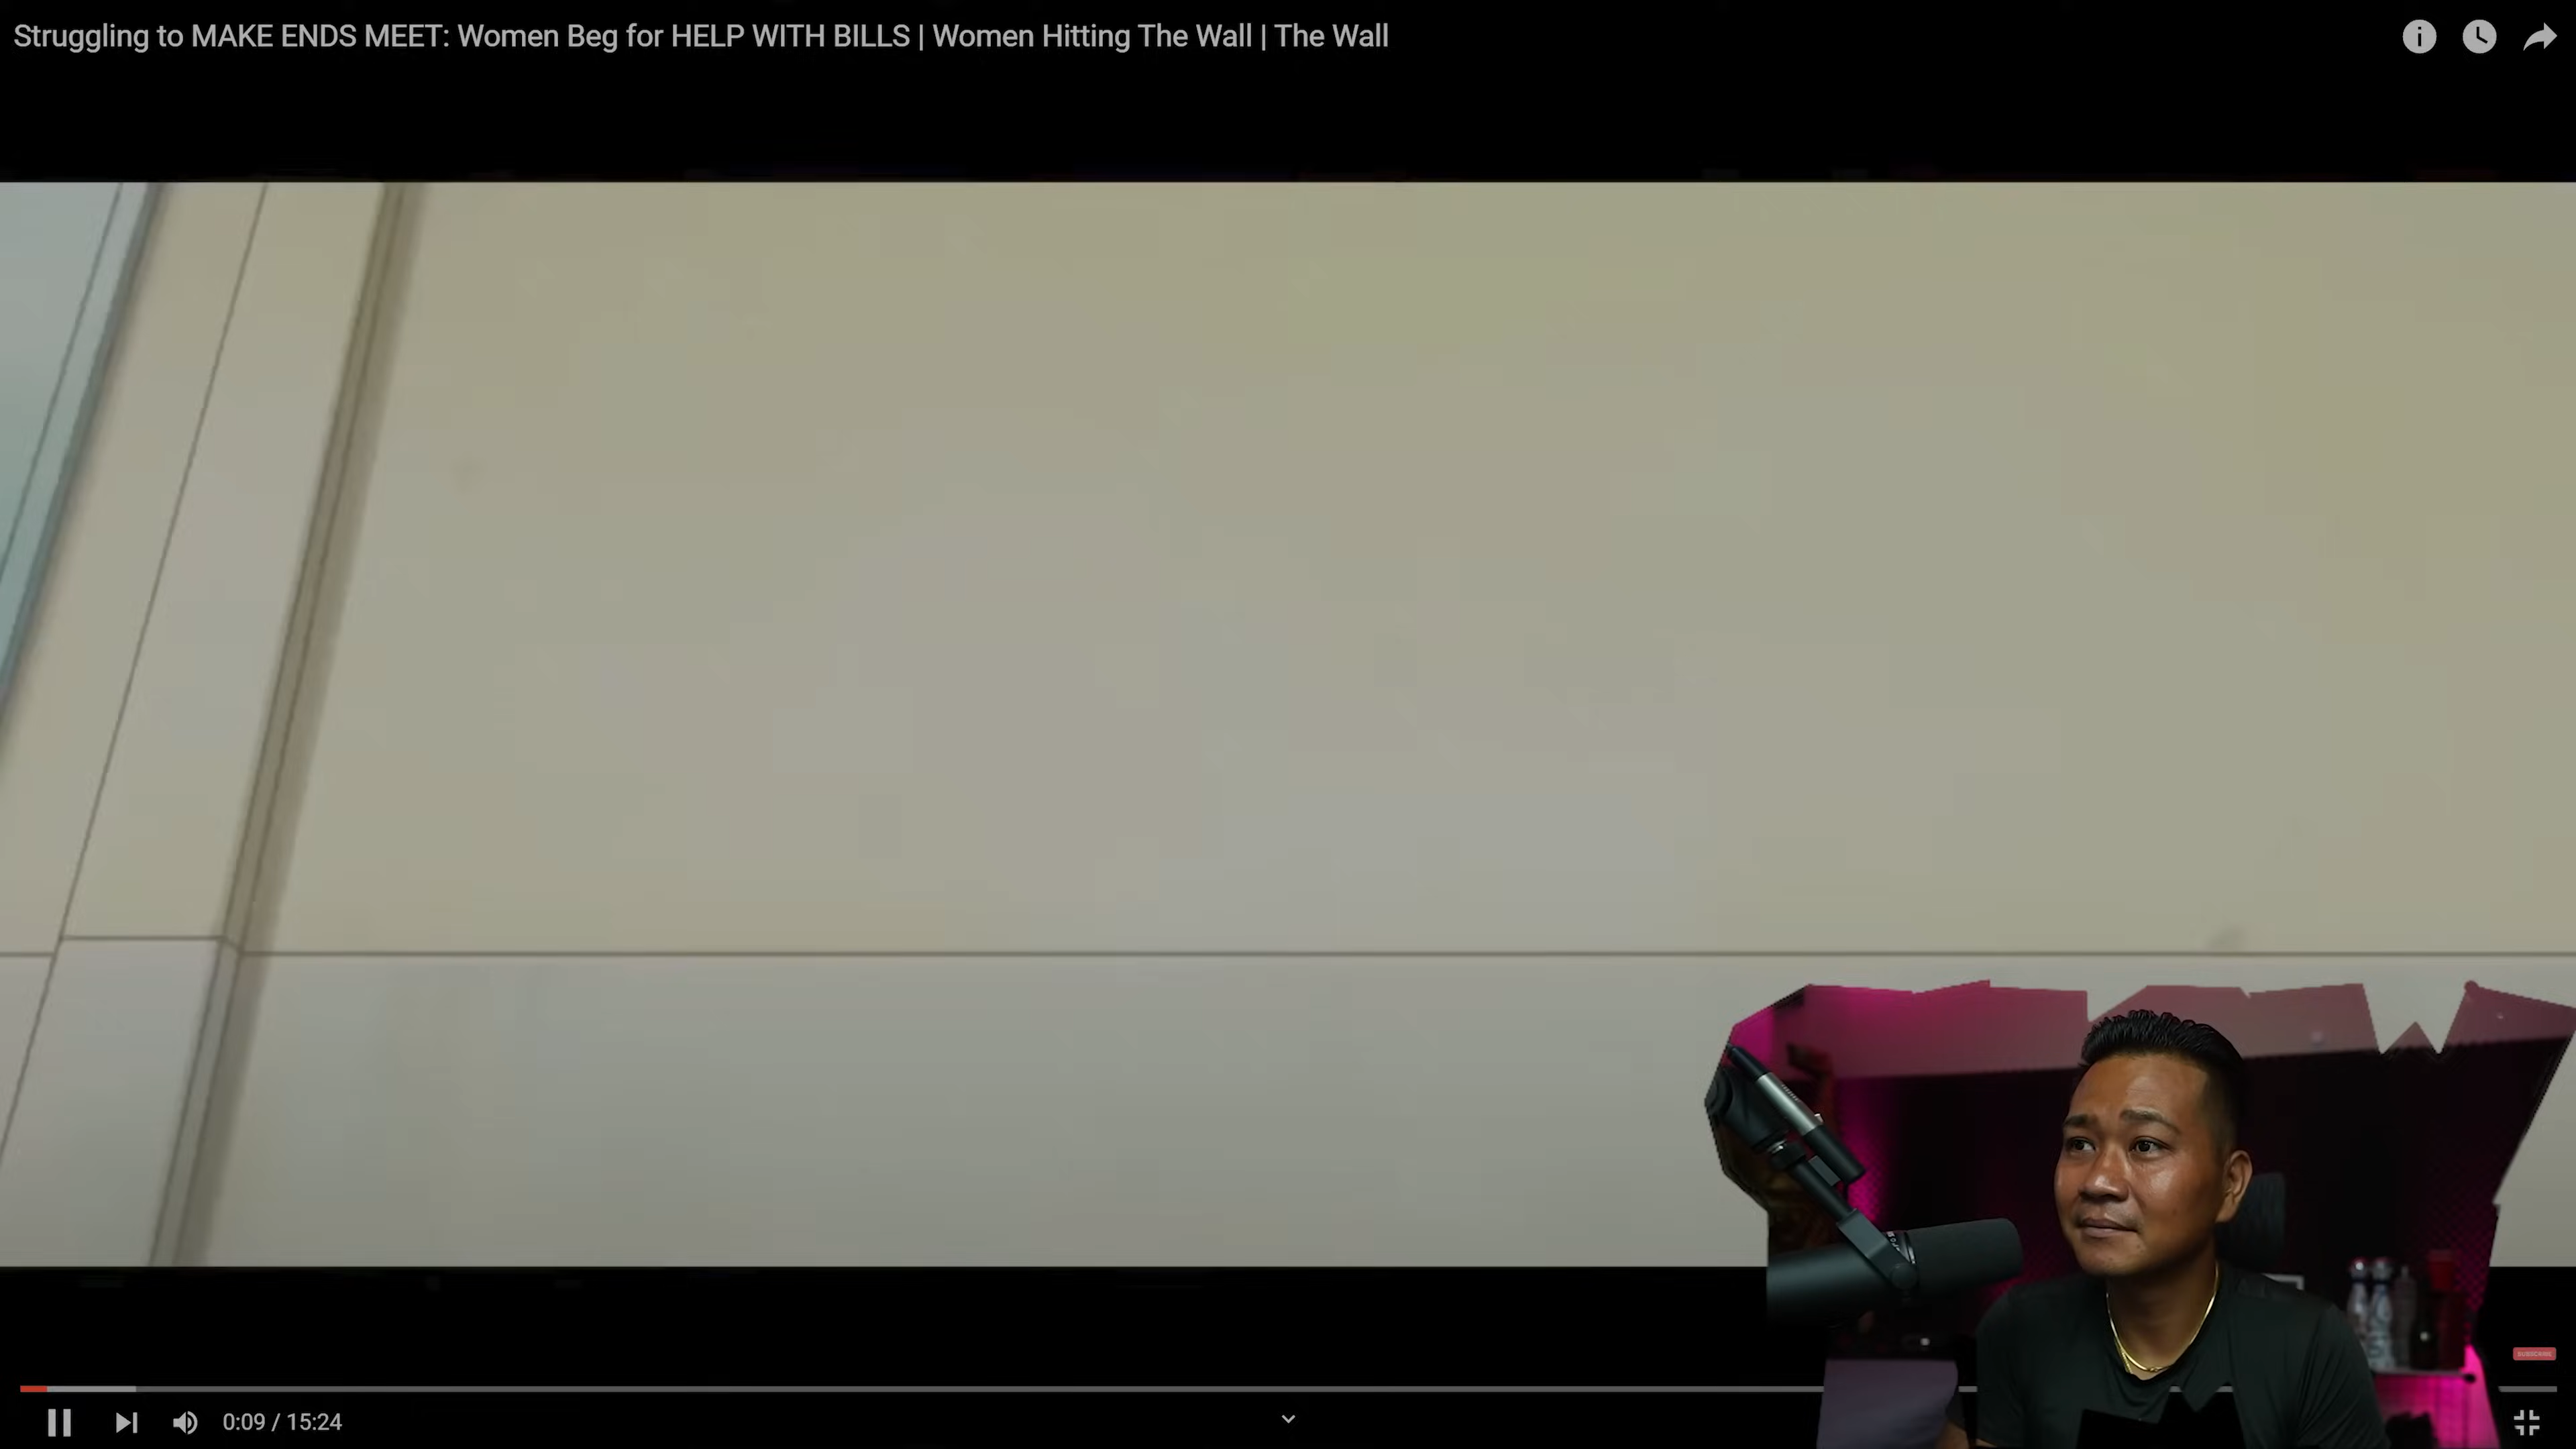 Struggling to MAKE ENDS MEET: Women Beg for HELP WITH BILLS | Women Hitting The Wall | The Wall
SUBSCRIBE
0:09 / 15:24